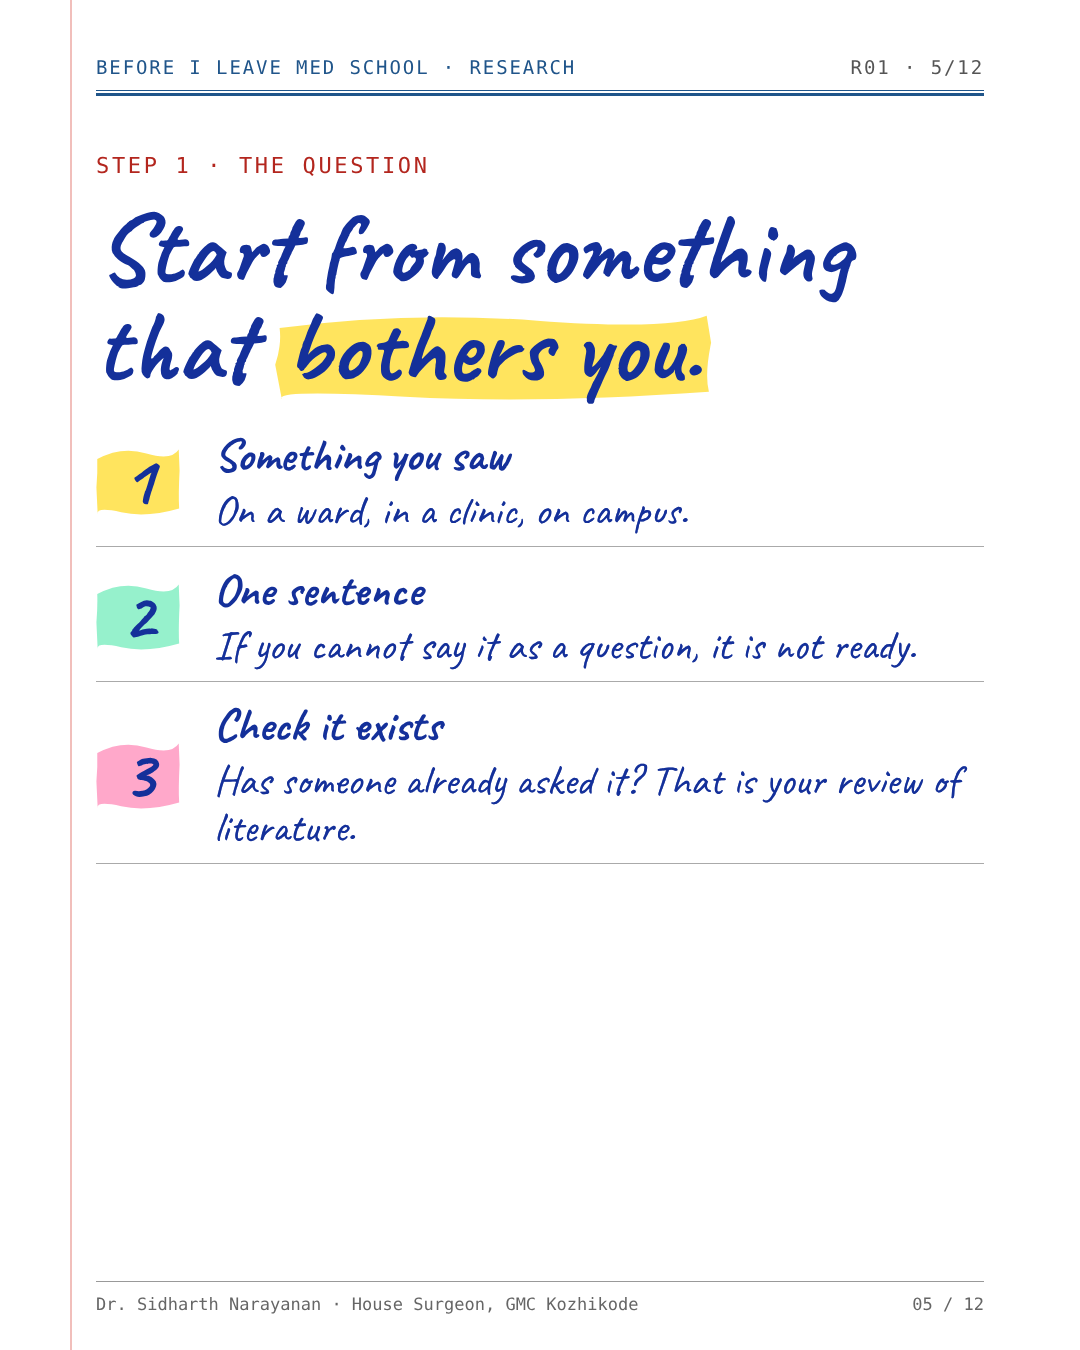 BEFORE I LEAVE MED SCHOOL · RESEARCH
R01 · 5/12
STEP 1 · THE QUESTION
Start from something
that bothers you.
1
Something you saw
On a ward, in a clinic, on campus.
2
One sentence
If you cannot say it as a question, it is not ready.
3
Check it exists
Has someone already asked it? That is your review of
literature.
Dr. Sidharth Narayanan · House Surgeon, GMC Kozhikode
05 / 12